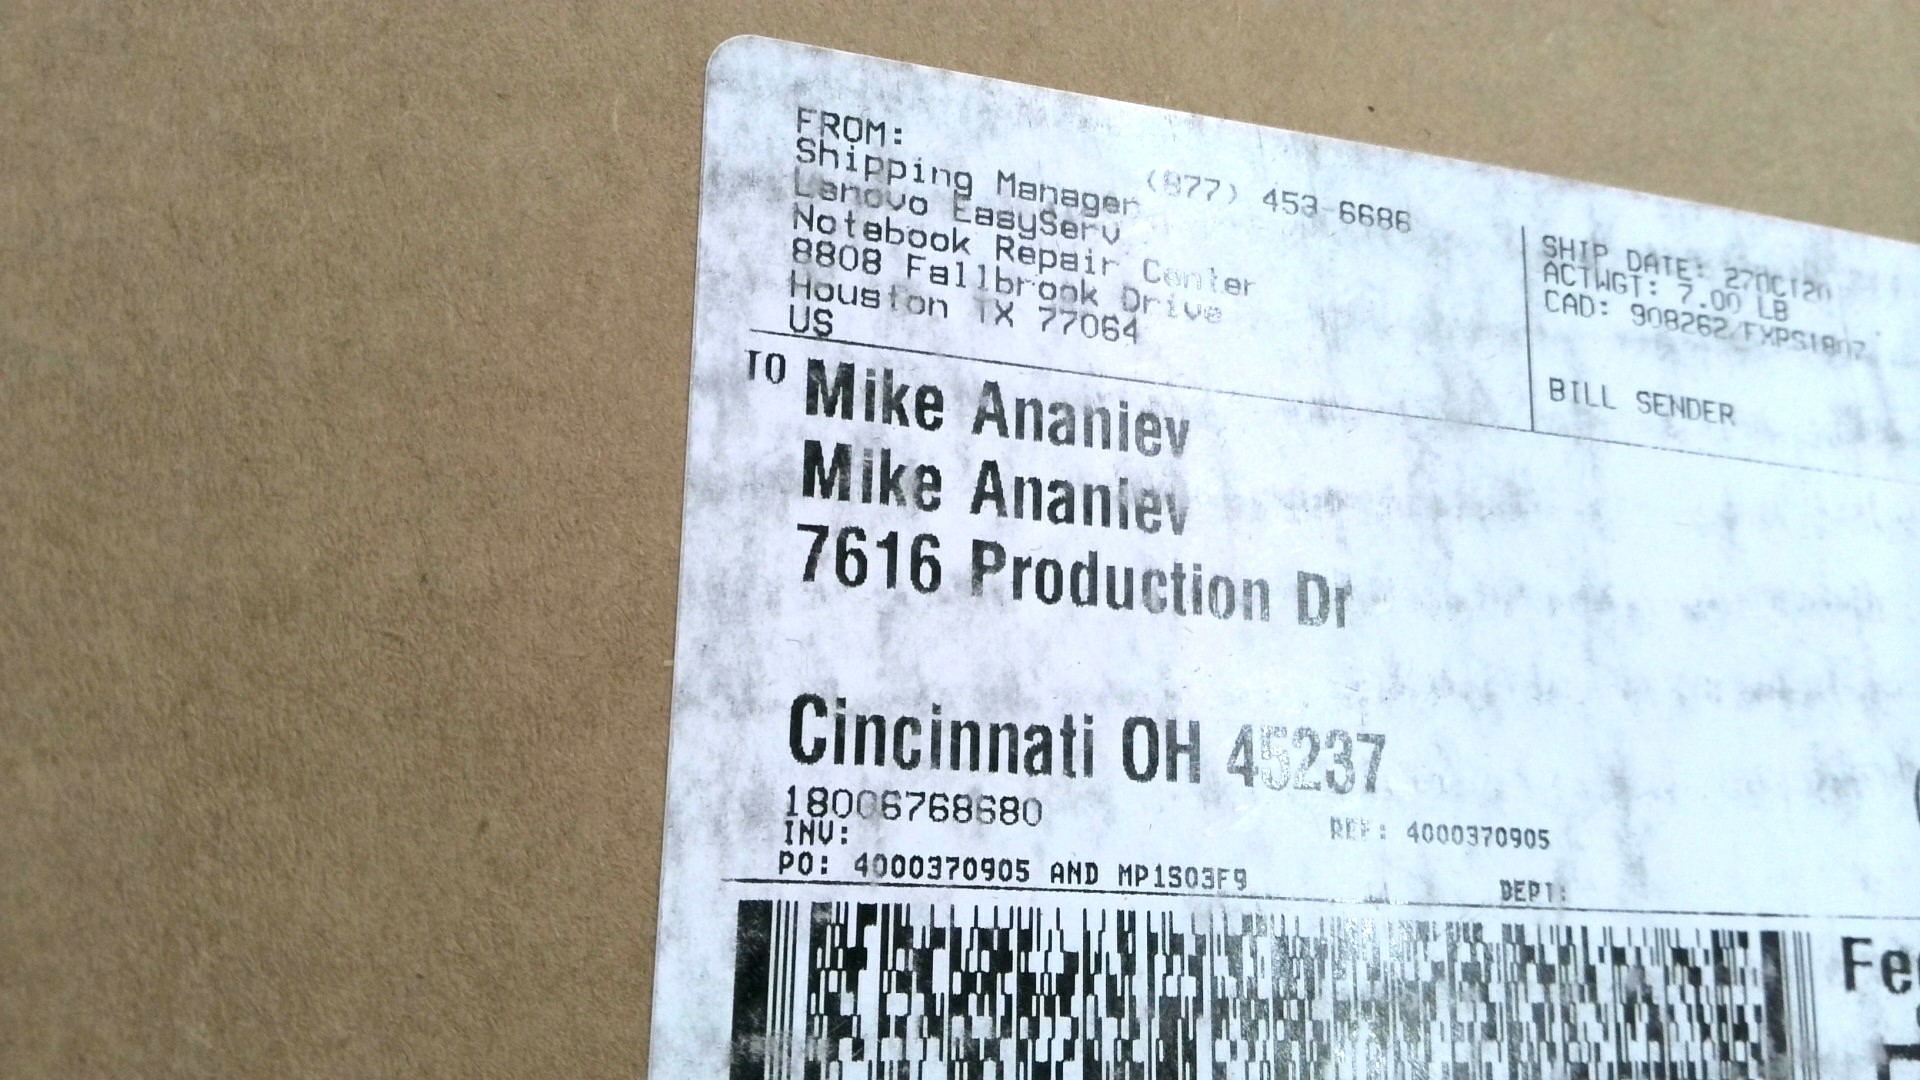 FROM:
Shipping Manager (877) 453-6686
Lenovo EasyServ
Notebook Repair Center
8808 Fallbrook Drive
Houston TX 77064
US
SHIP DATE: 27OCT20
ACTWGT: 7.00 LB
CAD: 908262/FXPS1802
BILL SENDER
TO Mike Ananiev
Mike Ananiev
7616 Production Dr
Cincinnati OH 45237
18006768680
INV:
REF: 4000370905
PO: 4000370905 AND MP1S03F9
DEPT: